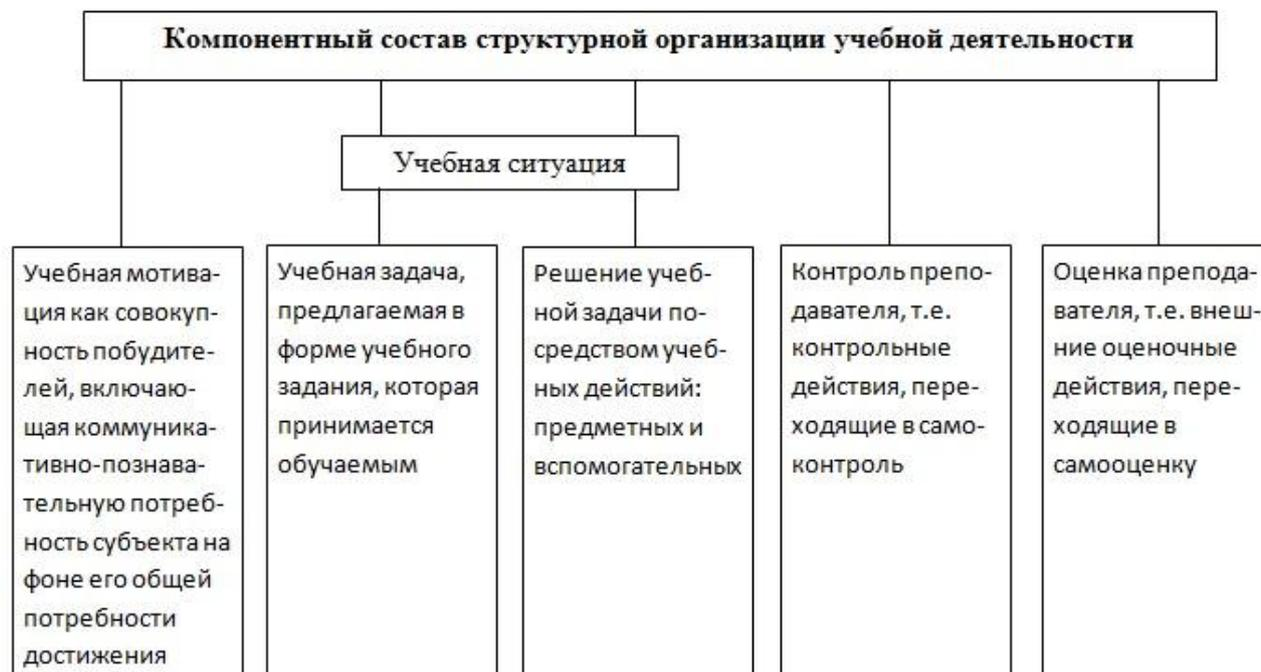 Компонентный состав структурной организации учебной деятельности
Учебная ситуация
Учебная мотива-
ция как совокуп-
ность побудите-
лей, включаю-
щая коммуника-
тивно-познава-
тельную потреб-
ность субъекта на
фоне его общей
потребности
достижения
Учебная задача,
предлагаемая в
форме учебного
задания, которая
принимается
обучаемым
Решение учеб-
ной задачи по-
средством учеб-
ных действий:
предметных и
вспомогательных
Контроль препо-
давателя, т.е.
контрольные
действия, пере-
ходящие в само-
контроль
Оценка препода-
вателя, т.е. внеш-
ние оценочные
действия, пере-
ходящие в
самооценку